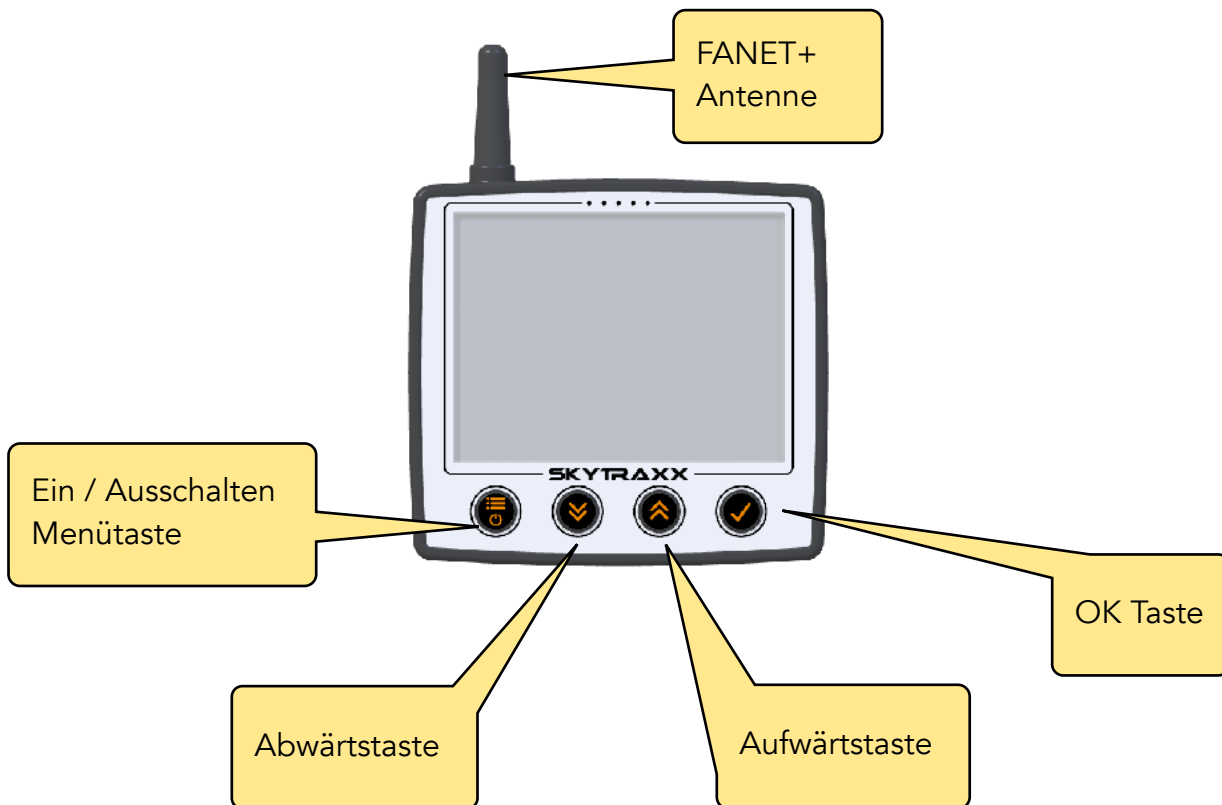 FANET+
Antenne
SKYTRAXX
Ein / Ausschalten
Menütaste
OK Taste
Abwärtstaste
Aufwärtstaste